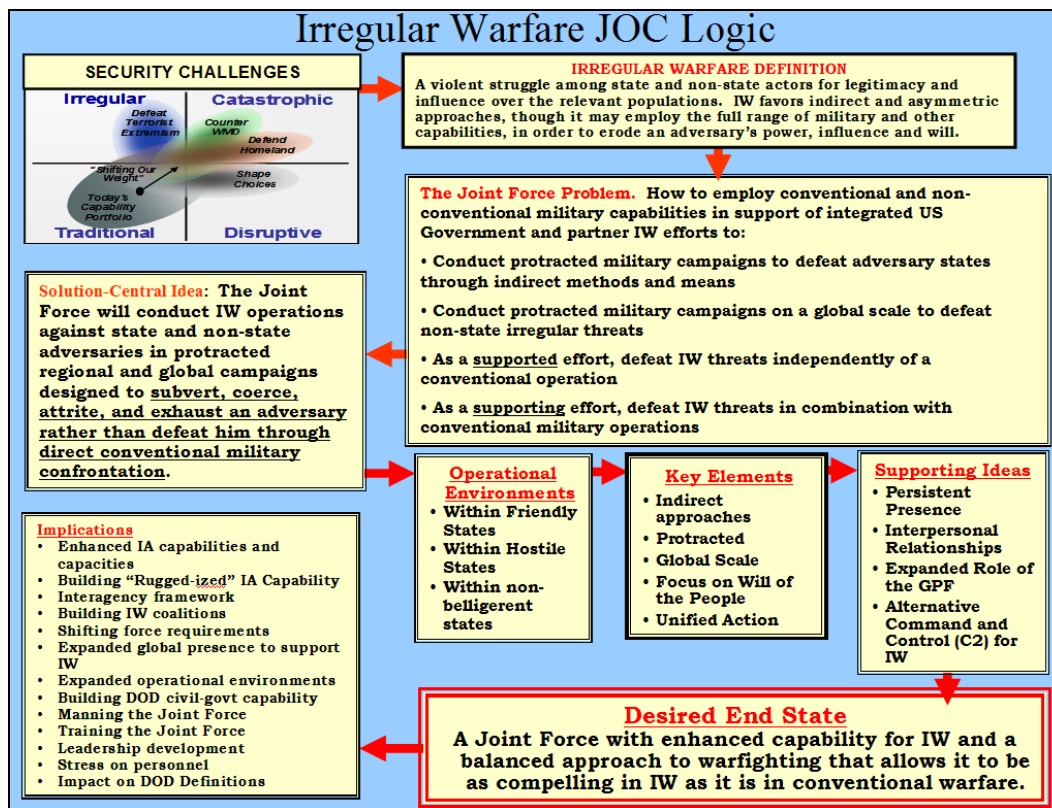 Irregular Warfare JOC Logic
SECURITY CHALLENGES
Irregular
Catastrophic
Defeat
Terrorist
Extremism
Counter
WMD
Defend
Homeland
"Shifting Our
Weight"
Shape
Choices
Today's
Capability
Portfolio
Traditional
Disruptive
IRREGULAR WARFARE DEFINITION
A violent struggle among state and non-state actors for legitimacy and
influence over the relevant populations. IW favors indirect and asymmetric
approaches, though it may employ the full range of military and other
capabilities, in order to erode an adversary's power, influence and will.
The Joint Force Problem. How to employ conventional and non-
conventional military capabilities in support of integrated US
Government and partner IW efforts to:
• Conduct protracted military campaigns to defeat adversary states
through indirect methods and means
• Conduct protracted military campaigns on a global scale to defeat
non-state irregular threats
• As a supported effort, defeat IW threats independently of a
conventional operation
• As a supporting effort, defeat IW threats in combination with
conventional military operations
Solution-Central Idea: The Joint
Force will conduct IW operations
against state and non-state
adversaries in protracted
regional and global campaigns
designed to subvert, coerce,
attrite, and exhaust an adversary
rather than defeat him through
direct conventional military
confrontation.
Operational
Environments
• Within Friendly
States
• Within Hostile
States
• Within non-
belligerent
states
Key Elements
• Indirect
approaches
• Protracted
• Global Scale
• Focus on Will of
the People
• Unified Action
Supporting Ideas
• Persistent
Presence
• Interpersonal
Relationships
• Expanded Role of
the GPF
• Alternative
Command and
Control (C2) for
IW
Desired End State
A Joint Force with enhanced capability for IW and a
balanced approach to warfighting that allows it to be
as compelling in IW as it is in conventional warfare.
Implications
• Enhanced IA capabilities and
capacities
• Building "Rugged-ized" IA Capability
• Interagency framework
• Building IW coalitions
• Shifting force requirements
• Expanded global presence to support
IW
• Expanded operational environments
• Building DOD civil-govt capability
• Manning the Joint Force
• Training the Joint Force
• Leadership development
• Stress on personnel
• Impact on DOD Definitions